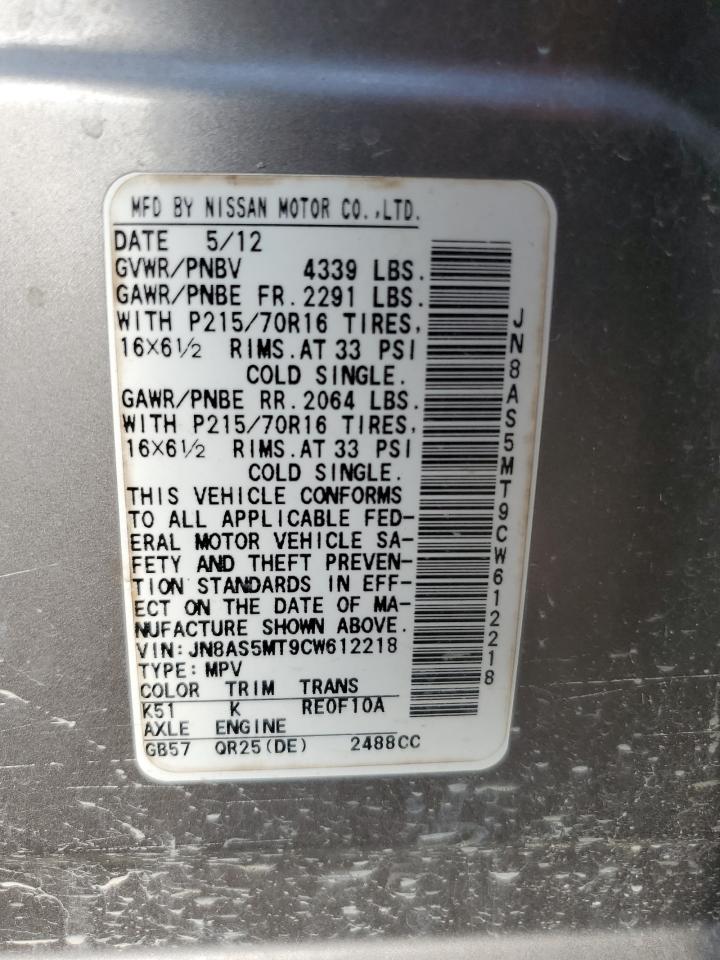 MFD BY NISSAN MOTOR CO.,LTD.
DATE 5/12
GVWR/PNBV 4339 LBS.
GAWR/PNBE FR. 2291 LBS.
WITH P215/70R16 TIRES,
16X6½ RIMS. AT 33 PSI
COLD SINGLE.
GAWR/PNBE RR. 2064 LBS.
WITH P215/70R16 TIRES,
16X6½ RIMS. AT 33 PSI
COLD SINGLE.
THIS VEHICLE CONFORMS
TO ALL APPLICABLE FED-
ERAL MOTOR VEHICLE SA-
FETY AND THEFT PREVEN-
TION STANDARDS IN EFF-
ECT ON THE DATE OF MA-
NUFACTURE SHOWN ABOVE.
VIN: JN8AS5MT9CW612218
TYPE: MPV
COLOR TRIM TRANS
K51 K RE0F10A
AXLE ENGINE
GB57 QR25(DE) 2488CC
JN8AS5MT9CW612218